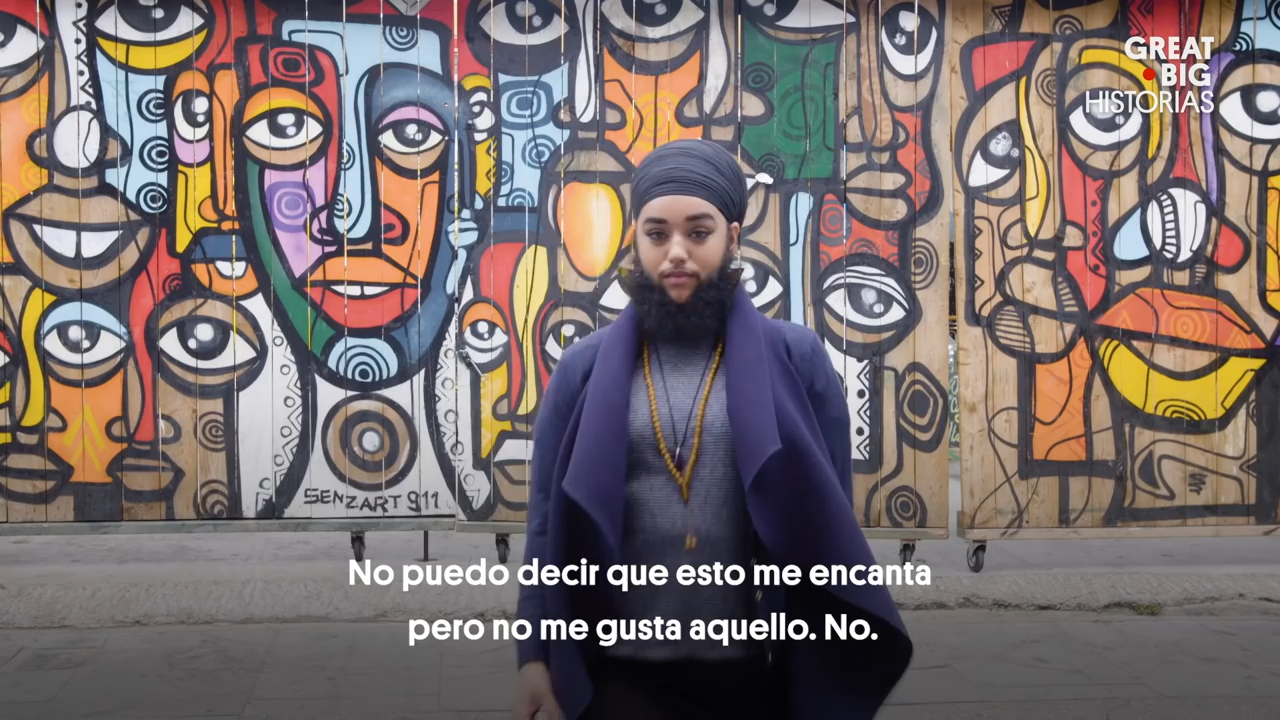 GREAT
BIG
HISTORIAS
SENZART 911
No puedo decir que esto me encanta
pero no me gusta aquello. No.